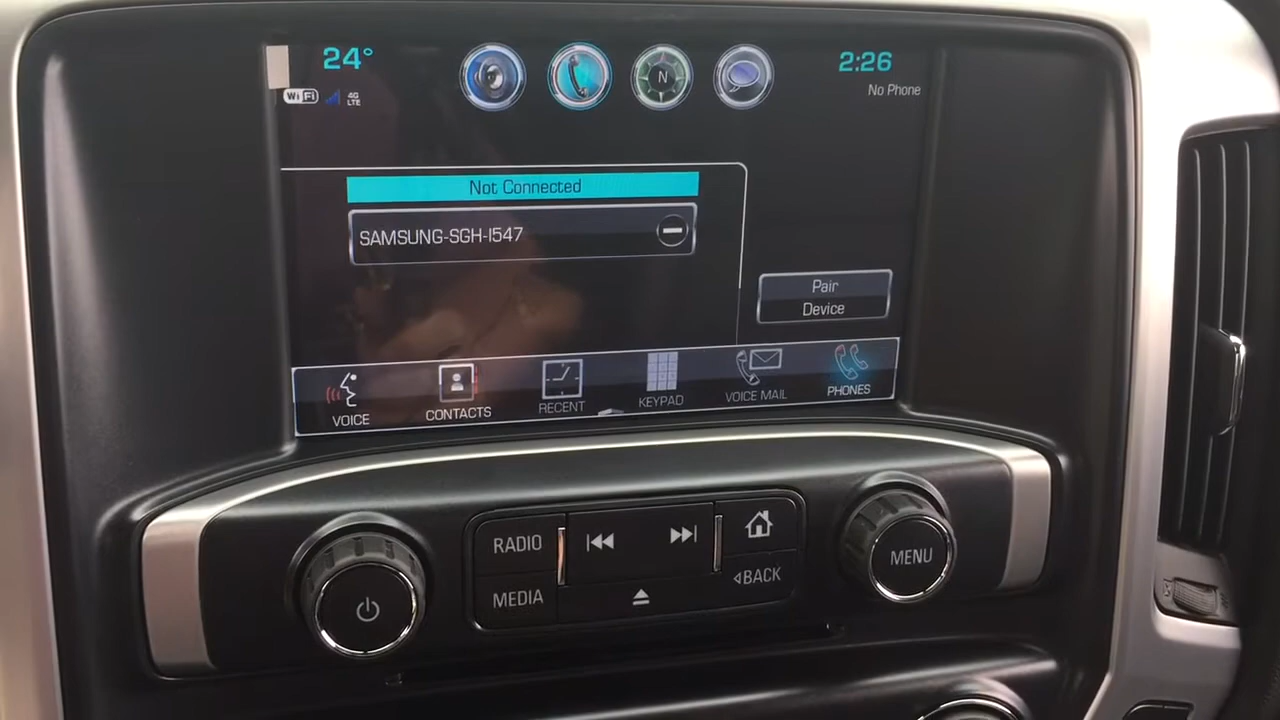 24°
N
2:26
WiFi
4G
LTE
No Phone
Not Connected
SAMSUNG-SGH-I547
Pair
Device
VOICE
CONTACTS
RECENT
KEYPAD
VOICE MAIL
PHONES
RADIO
MEDIA
BACK
MENU